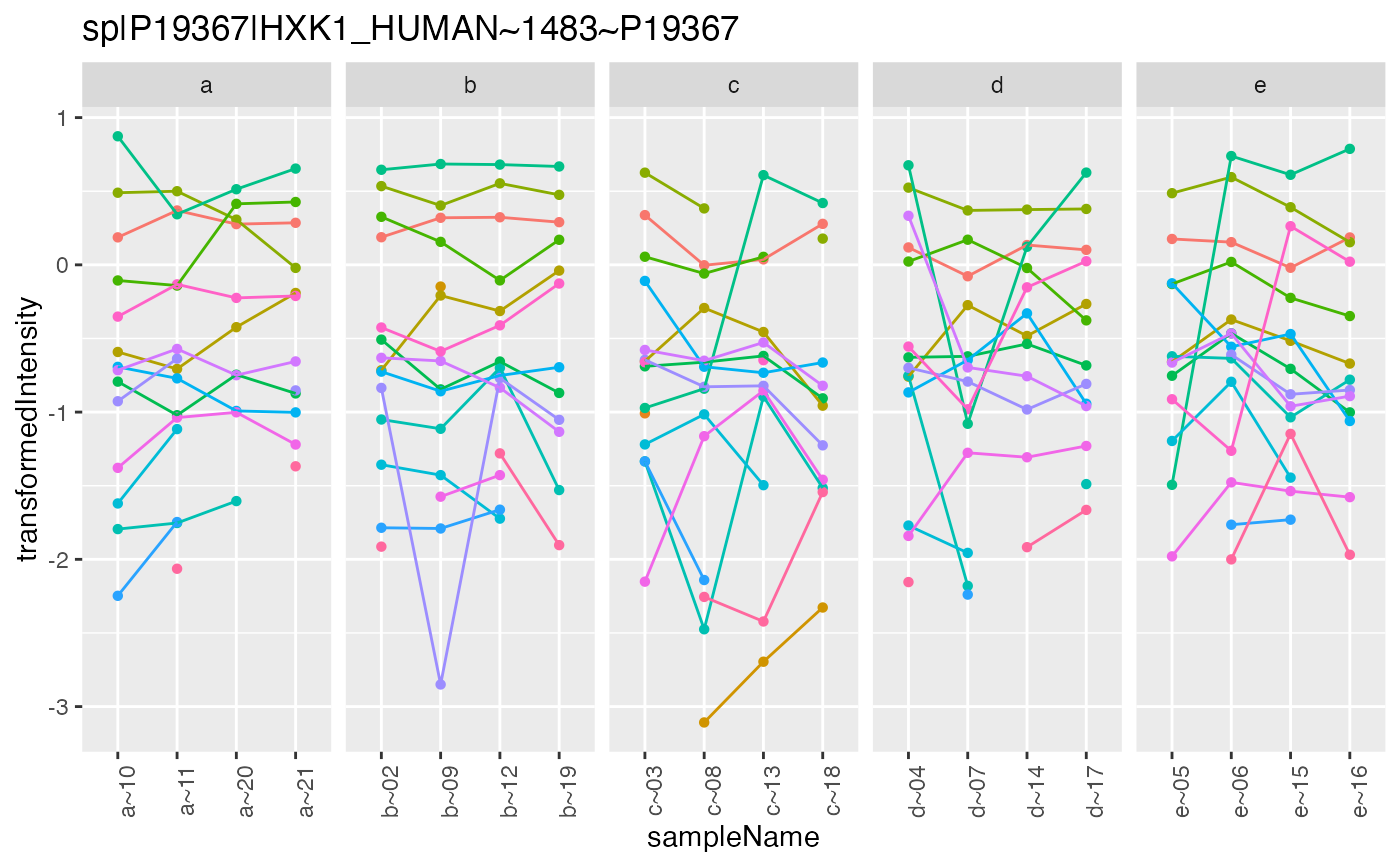 sp|P19367|HXK1_HUMAN~1483~P19367
a b c d e
transformedIntensity
1
0
-1
-2
-3
a~10 a~11 a~20 a~21 b~02 b~09 b~12 b~19 c~03 c~08 c~13 c~18 d~04 d~07 d~14 d~17 e~05 e~06 e~15 e~16
sampleName